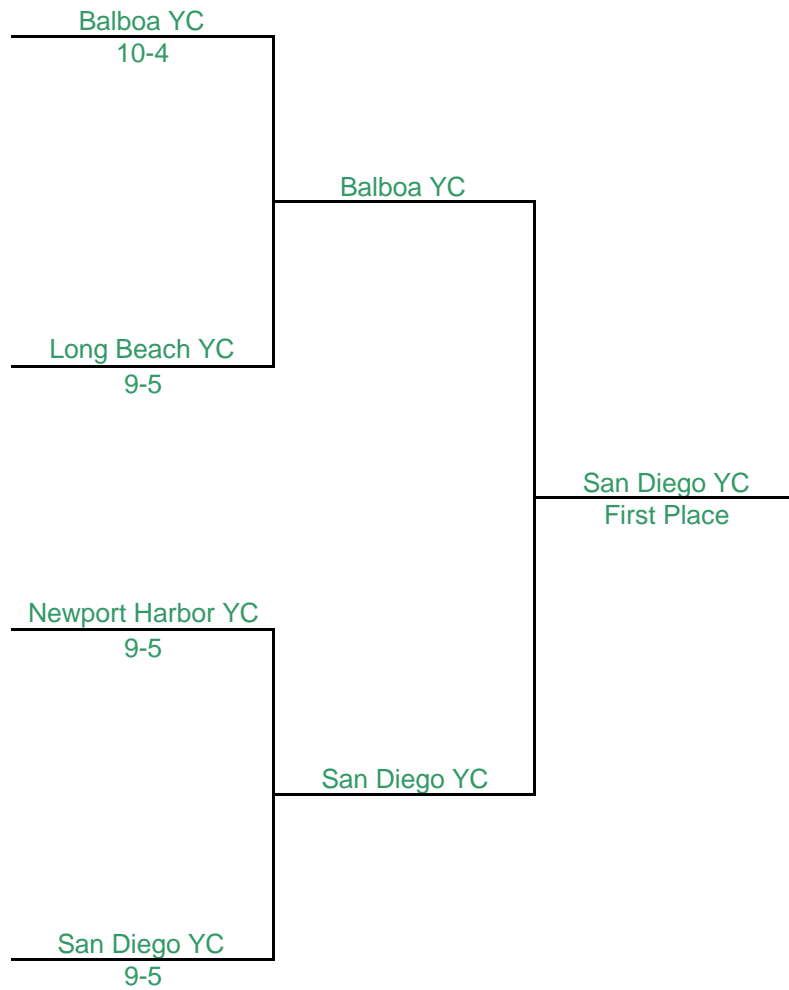 Balboa YC
10-4
Balboa YC
Long Beach YC
9-5
San Diego YC
First Place
Newport Harbor YC
9-5
San Diego YC
San Diego YC
9-5